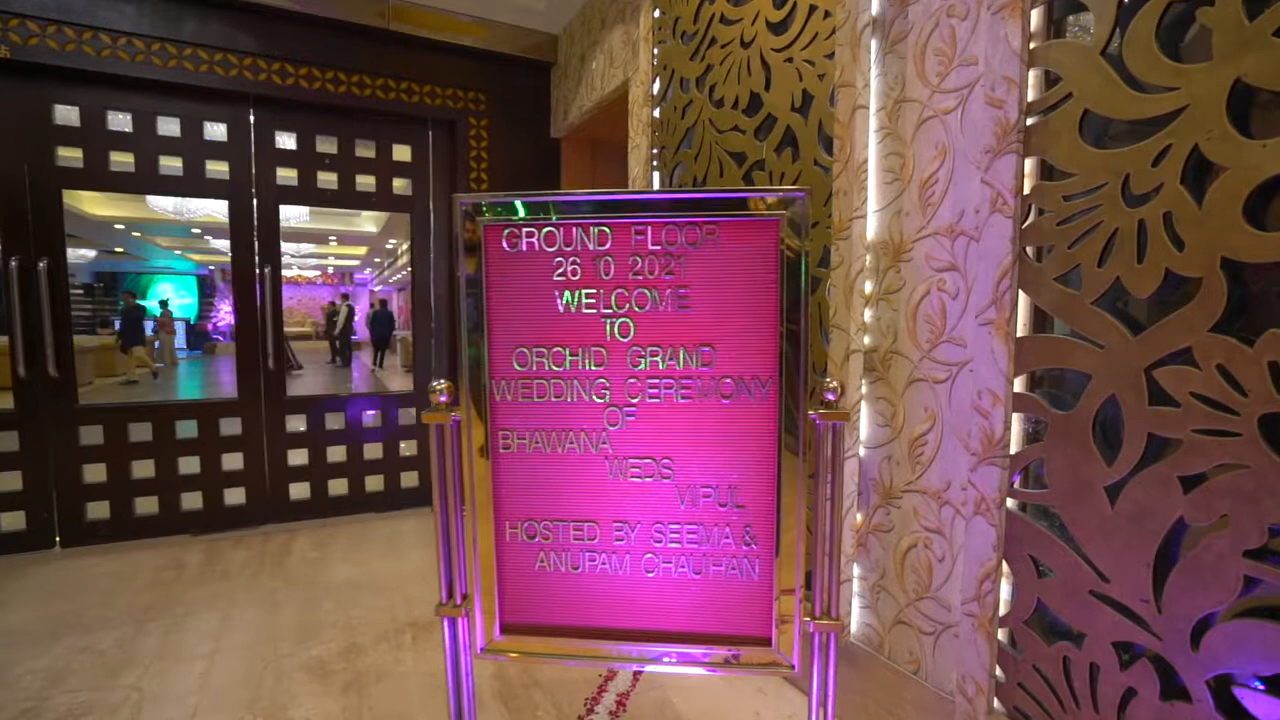 GROUND FLOOR
26 10 2021
WELCOME
TO
ORCHID GRAND
WEDDING CEREMONY
OF
BHAWANA
WEDS
VIPUL
HOSTED BY SEEMA &
ANUPAM CHAUHAN